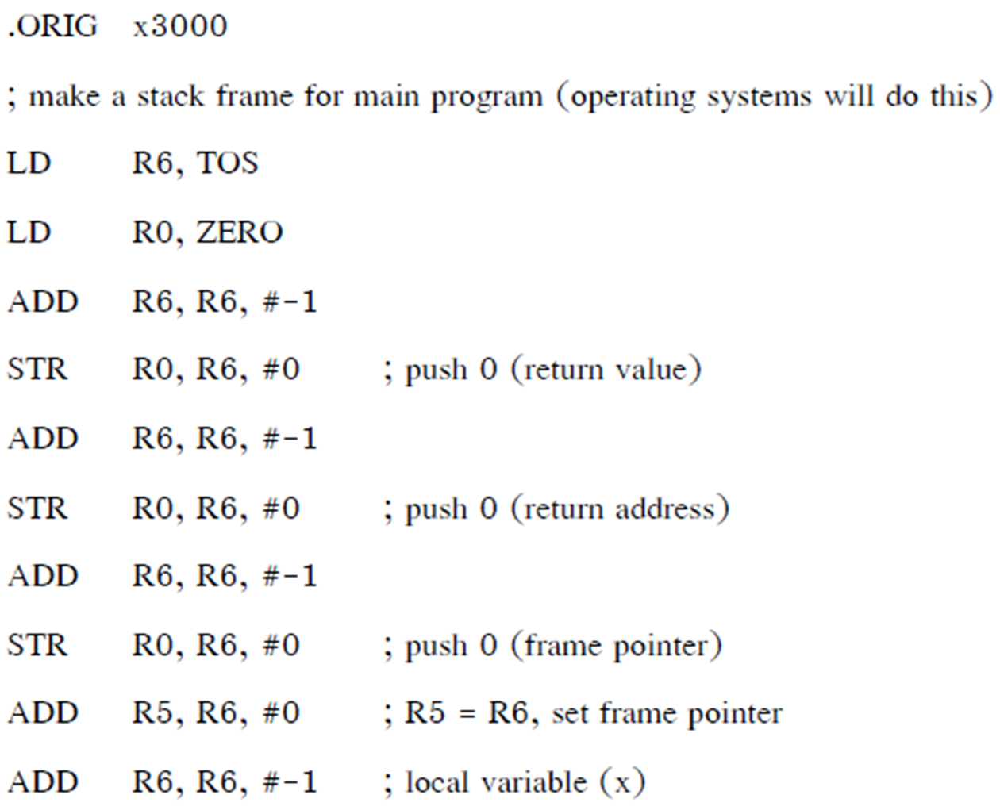 .ORIG x3000
; make a stack frame for main program (operating systems will do this)
LD R6, TOS
LD R0, ZERO
ADD R6, R6, #-1
STR R0, R6, #0 ; push 0 (return value)
ADD R6, R6, #-1
STR R0, R6, #0 ; push 0 (return address)
ADD R6, R6, #-1
STR R0, R6, #0 ; push 0 (frame pointer)
ADD R5, R6, #0 ; R5 = R6, set frame pointer
ADD R6, R6, #-1 ; local variable (x)